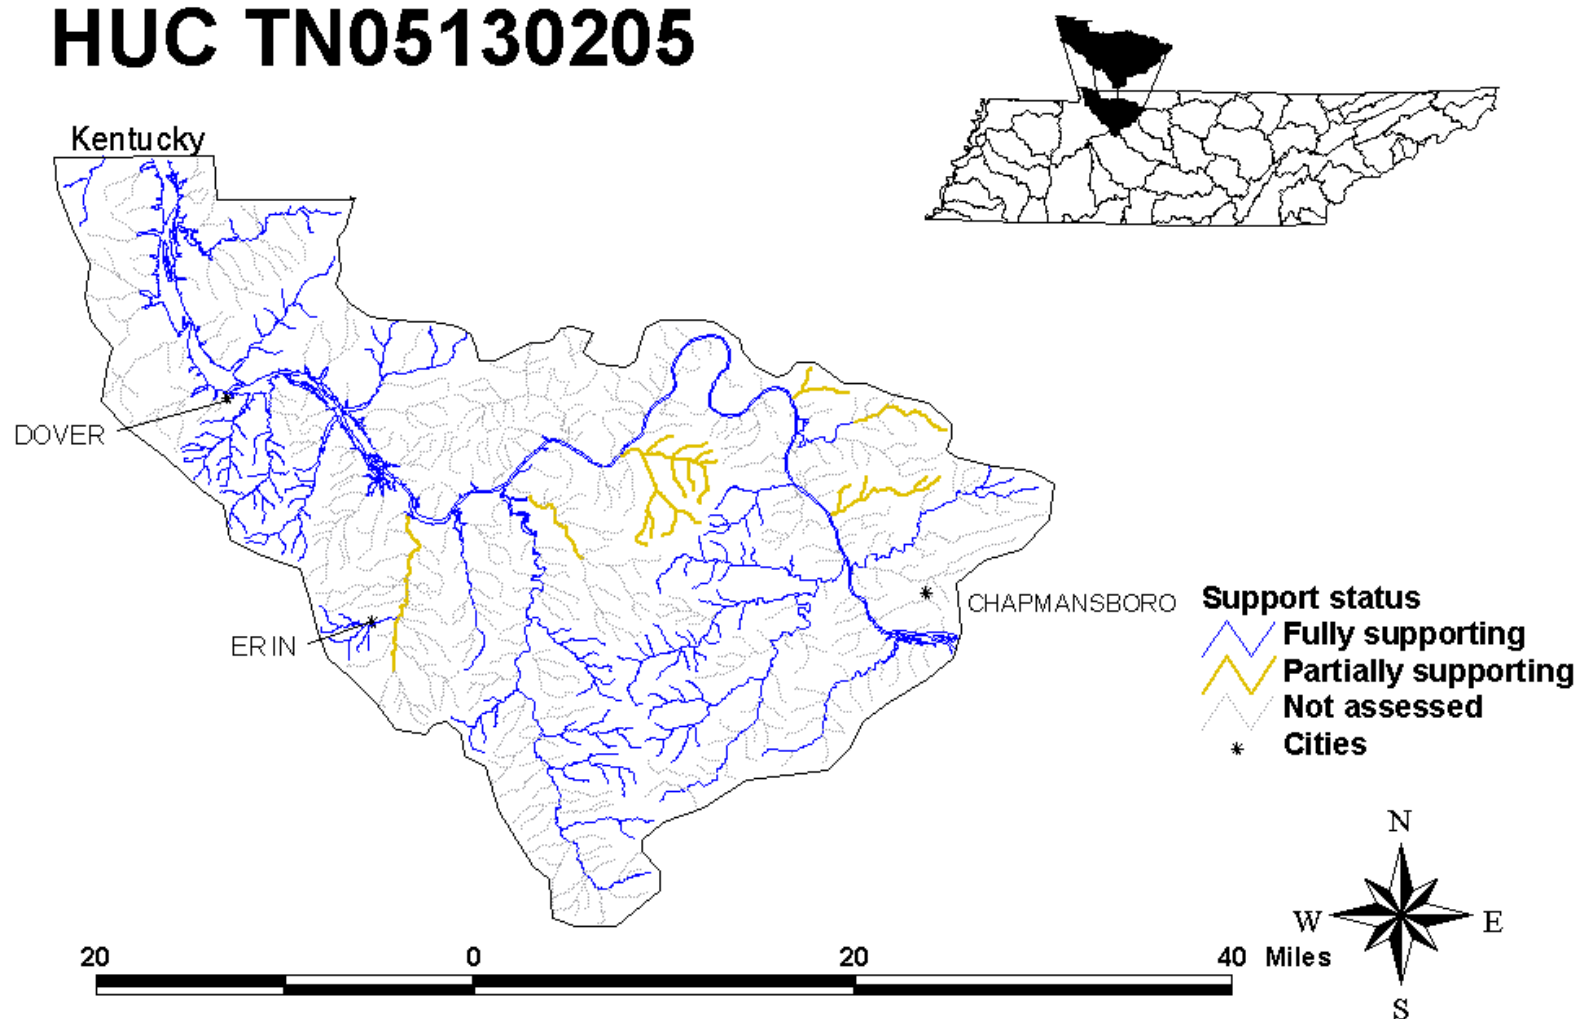 HUC TN05130205
Kentucky
DOVER
ERIN
CHAPMANSBORO
Support status
Fully supporting
Partially supporting
Not assessed
Cities
N
W E
S
20 0 20 40 Miles